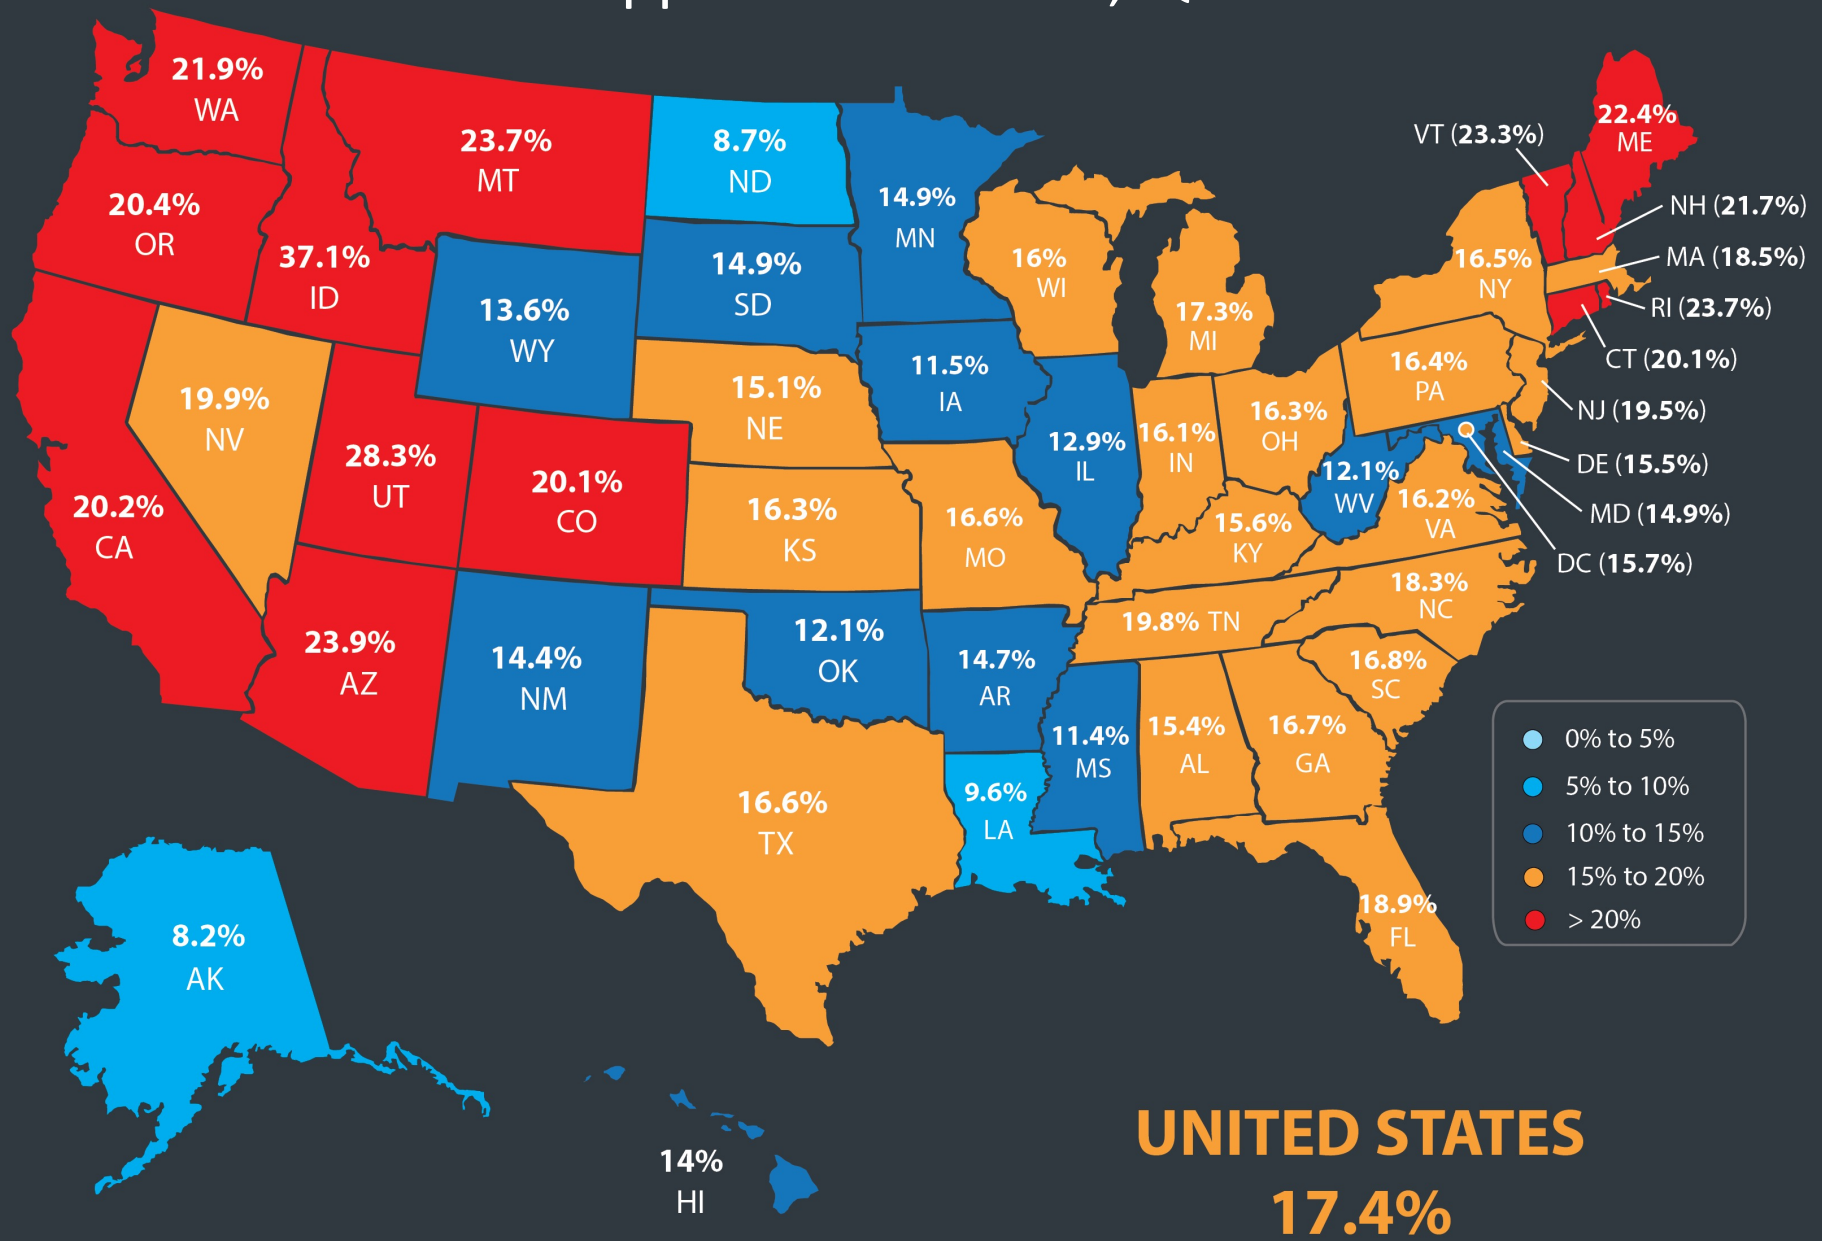 21.9%
WA
20.4%
OR
37.1%
ID
23.7%
MT
8.7%
ND
14.9%
MN
14.9%
SD
13.6%
WY
16%
WI
17.3%
MI
16.5%
NY
22.4%
ME
VT (23.3%)
NH (21.7%)
MA (18.5%)
RI (23.7%)
CT (20.1%)
NJ (19.5%)
DE (15.5%)
MD (14.9%)
DC (15.7%)
16.4%
PA
19.9%
NV
20.2%
CA
28.3%
UT
20.1%
CO
15.1%
NE
11.5%
IA
12.9%
IL
16.1%
IN
16.3%
OH
12.1%
WV
16.2%
VA
16.3%
KS
16.6%
MO
15.6%
KY
18.3%
NC
19.8% TN
16.8%
SC
23.9%
AZ
14.4%
NM
12.1%
OK
14.7%
AR
11.4%
MS
15.4%
AL
16.7%
GA
16.6%
TX
9.6%
LA
18.9%
FL
8.2%
AK
14%
HI
0% to 5%
5% to 10%
10% to 15%
15% to 20%
> 20%
UNITED STATES
17.4%